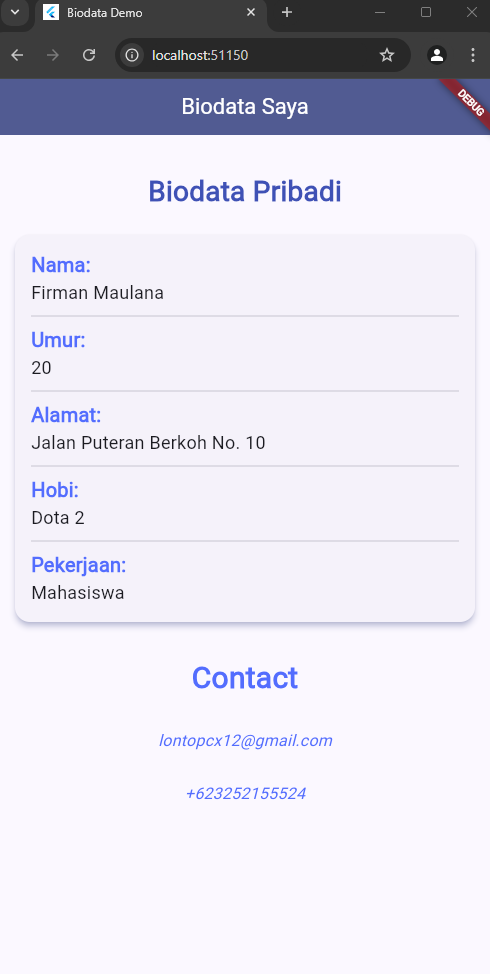 Biodata Demo
localhost:51150
Biodata Saya
DEBUG
Biodata Pribadi
Nama:
Firman Maulana
Umur:
20
Alamat:
Jalan Puteran Berkoh No. 10
Hobi:
Dota 2
Pekerjaan:
Mahasiswa
Contact
lontopcx12@gmail.com
+623252155524